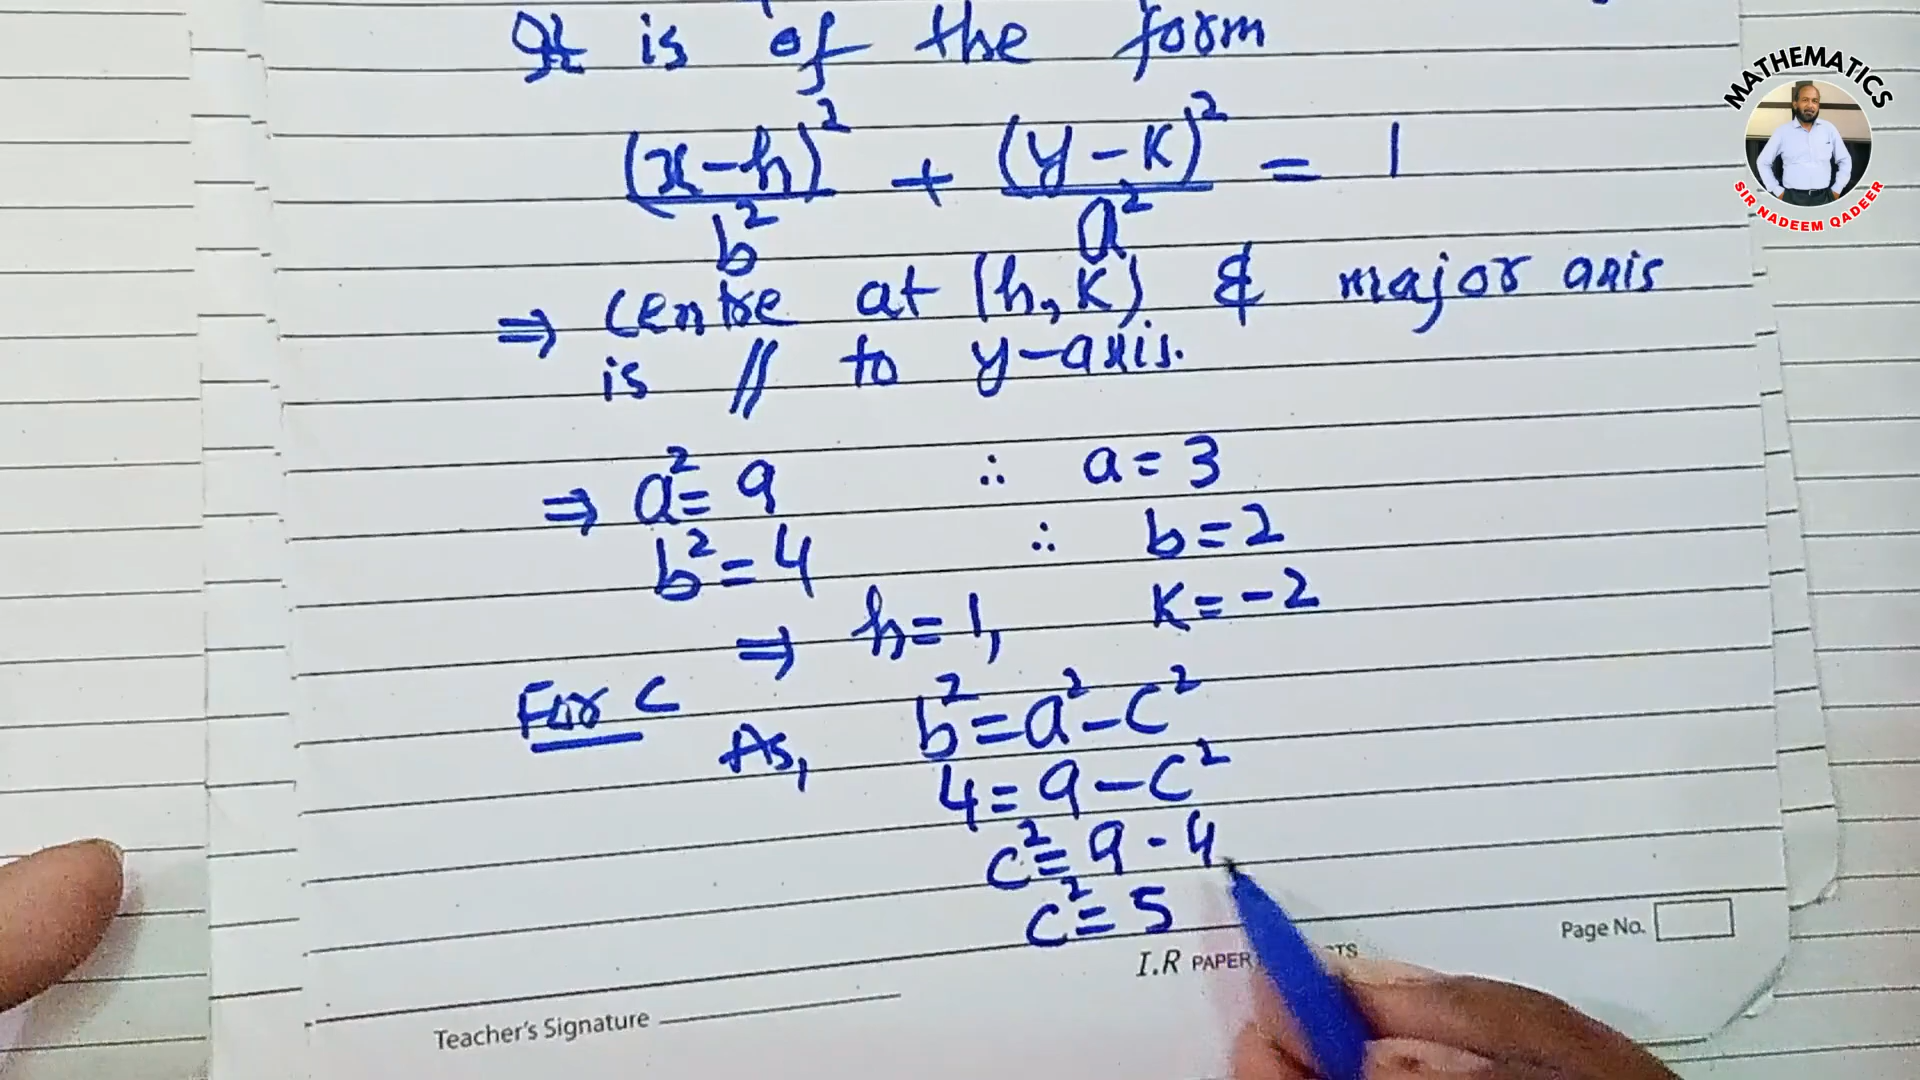 It is of the form
(x-h)²/b² + (y-k)²/a² = 1
⇒ centre at (h, k) & major axis
is // to y-axis.
⇒ a² = 9 ∴ a = 3
b² = 4 ∴ b = 2
⇒ h = 1, k = -2
For c
As, b² = a² - c²
4 = 9 - c²
c² = 9 - 4
c² = 5
Page No.
I.R PAPER
Teacher's Signature
MATHEMATICS
SIR NADEEM QADEER